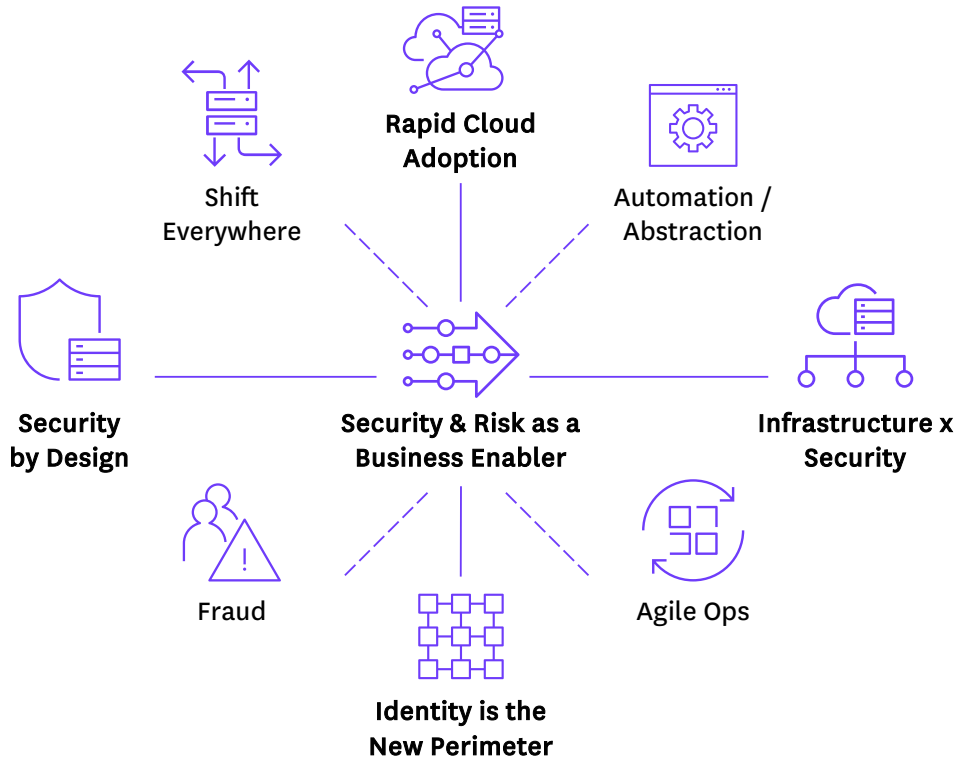 Rapid Cloud
Adoption
Shift
Everywhere
Automation /
Abstraction
Security
by Design
Security & Risk as a
Business Enabler
Infrastructure x
Security
Fraud
Agile Ops
Identity is the
New Perimeter